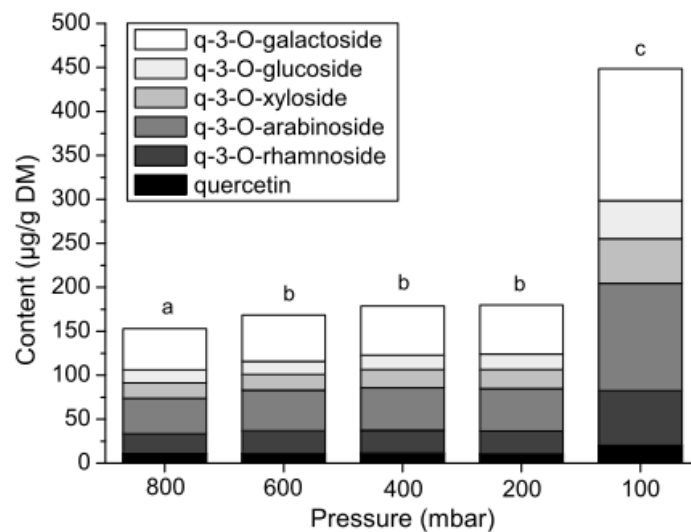 500
450
400
350
300
250
200
150
100
50
0
Content (µg/g DM)
q-3-O-galactoside
q-3-O-glucoside
q-3-O-xyloside
q-3-O-arabinoside
q-3-O-rhamnoside
quercetin
a
b
b
b
c
800
600
400
200
100
Pressure (mbar)